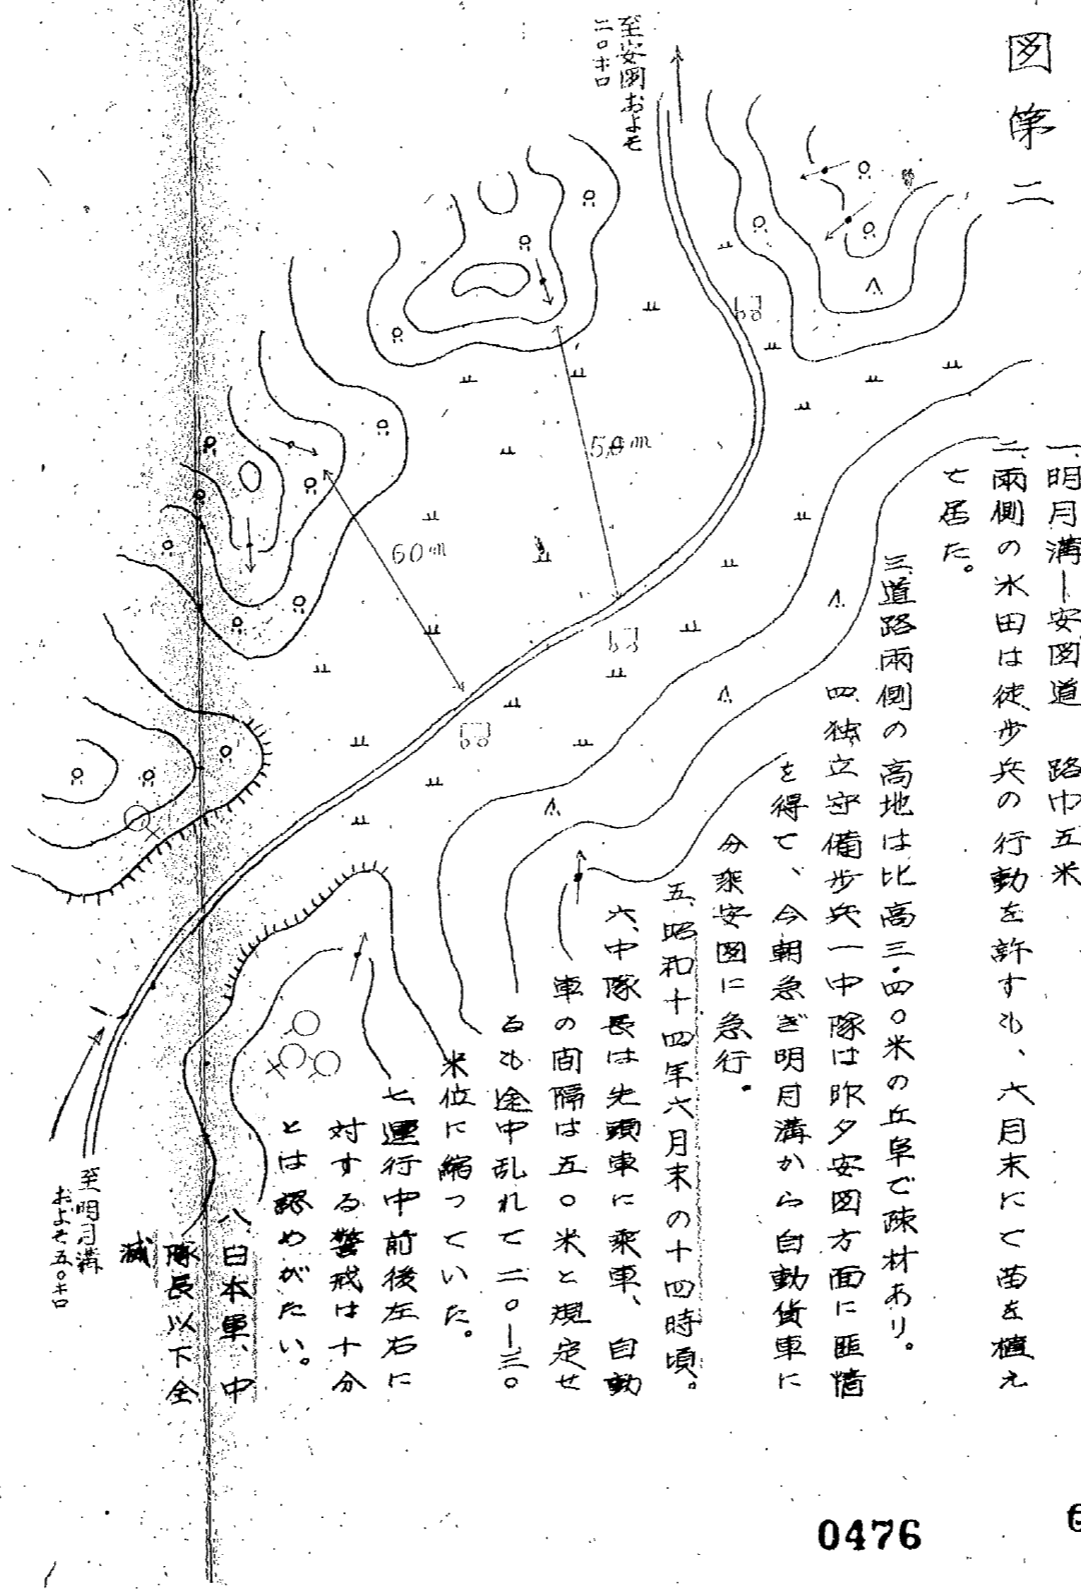 図第二
一、明月溝—安図道 路巾五米
二、両側の水田は徒歩兵の行動を許すも、六月末にて苗を植え
て居た。
三、道路両側の高地は比高三・四〇米の丘阜で疎林あり。
四、独立守備歩兵一中隊は昨夕安図方面に匪情
を得て、今朝急ぎ明月溝から自動貨車に
分乗安図に急行。
五、昭和十四年六月末の十四時頃。
六、中隊長は先頭車に乗車、自動
車の間隔は五〇米と規定せ
るも途中乱れて二〇—三〇
米位に縮っていた。
七、運行中前後左右に
対する警戒は十分
とは認めがたい。
八、日本軍、中
隊長以下全
滅
至安図およそ
二〇キロ
50m
60m
至明月溝
およそ五〇キロ
0476